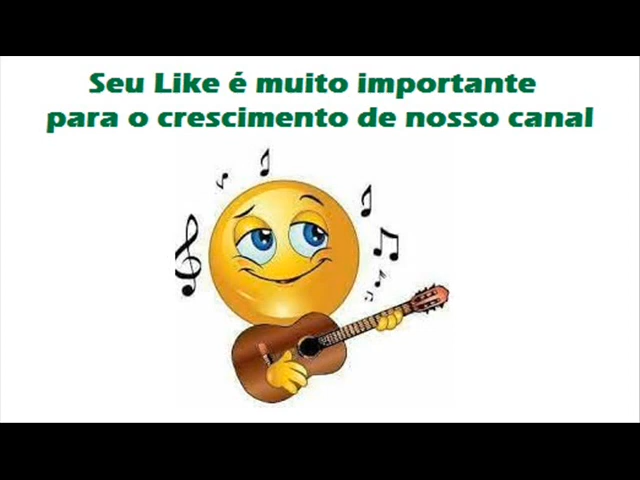 Seu Like é muito importante
para o crescimento de nosso canal